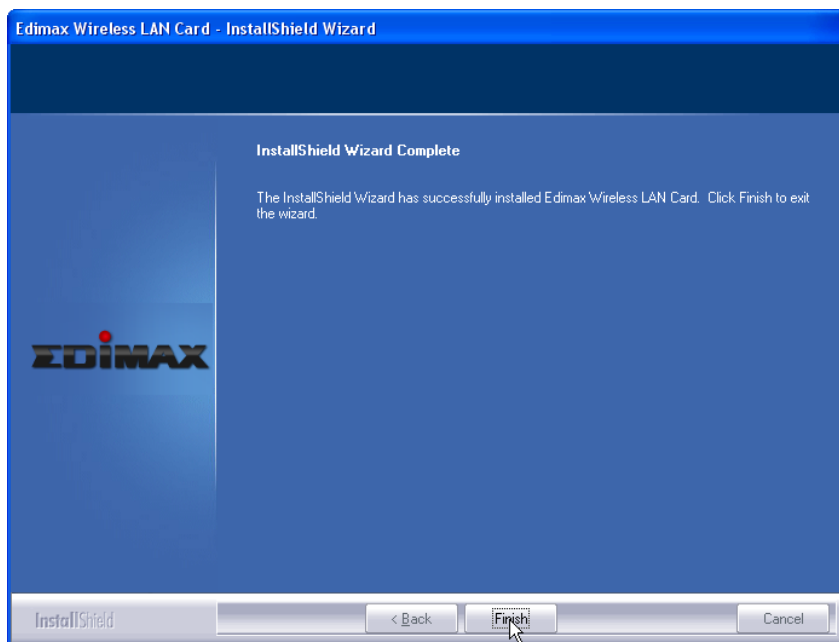 Edimax Wireless LAN Card - InstallShield Wizard
InstallShield Wizard Complete
The InstallShield Wizard has successfully installed Edimax Wireless LAN Card. Click Finish to exit
the wizard.
EDIMAX
InstallShield
< Back
Finish
Cancel